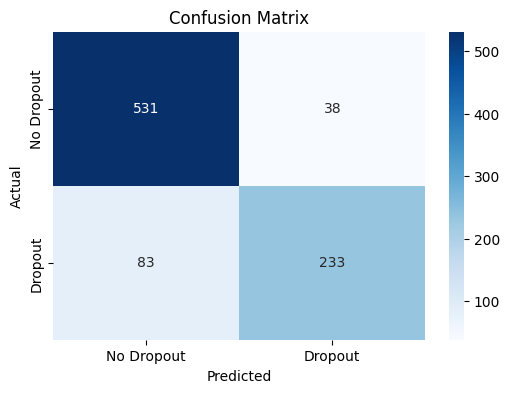 Confusion Matrix
Actual
No Dropout
Dropout
531
38
83
233
No Dropout
Dropout
Predicted
500
400
300
200
100